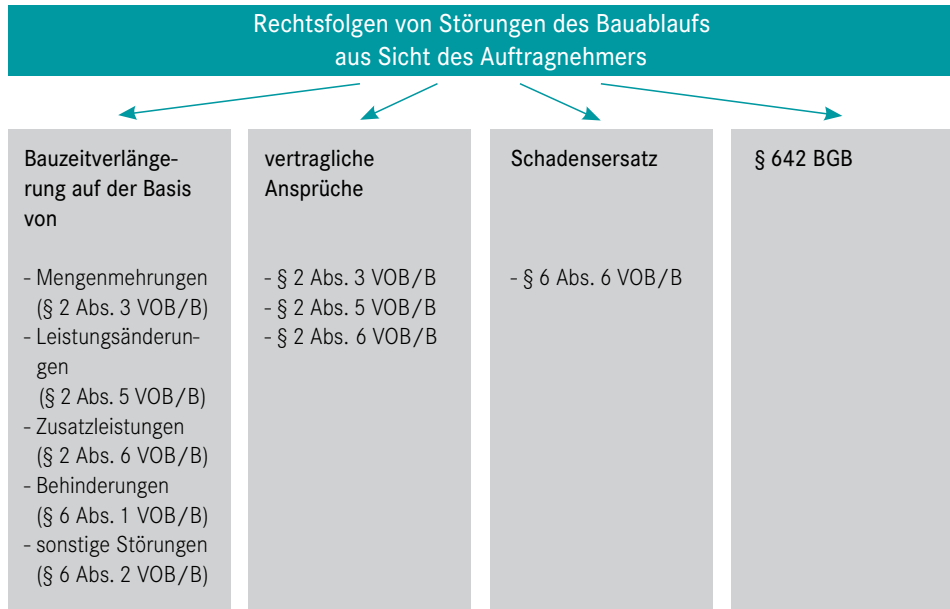 Rechtsfolgen von Störungen des Bauablaufs
aus Sicht des Auftragnehmers
Bauzeitverlänge-
rung auf der Basis
von
- Mengenmehrungen
(§ 2 Abs. 3 VOB/B)
- Leistungsänderun-
gen
(§ 2 Abs. 5 VOB/B)
- Zusatzleistungen
(§ 2 Abs. 6 VOB/B)
- Behinderungen
(§ 6 Abs. 1 VOB/B)
- sonstige Störungen
(§ 6 Abs. 2 VOB/B)
vertragliche
Ansprüche
- § 2 Abs. 3 VOB/B
- § 2 Abs. 5 VOB/B
- § 2 Abs. 6 VOB/B
Schadensersatz
- § 6 Abs. 6 VOB/B
§ 642 BGB